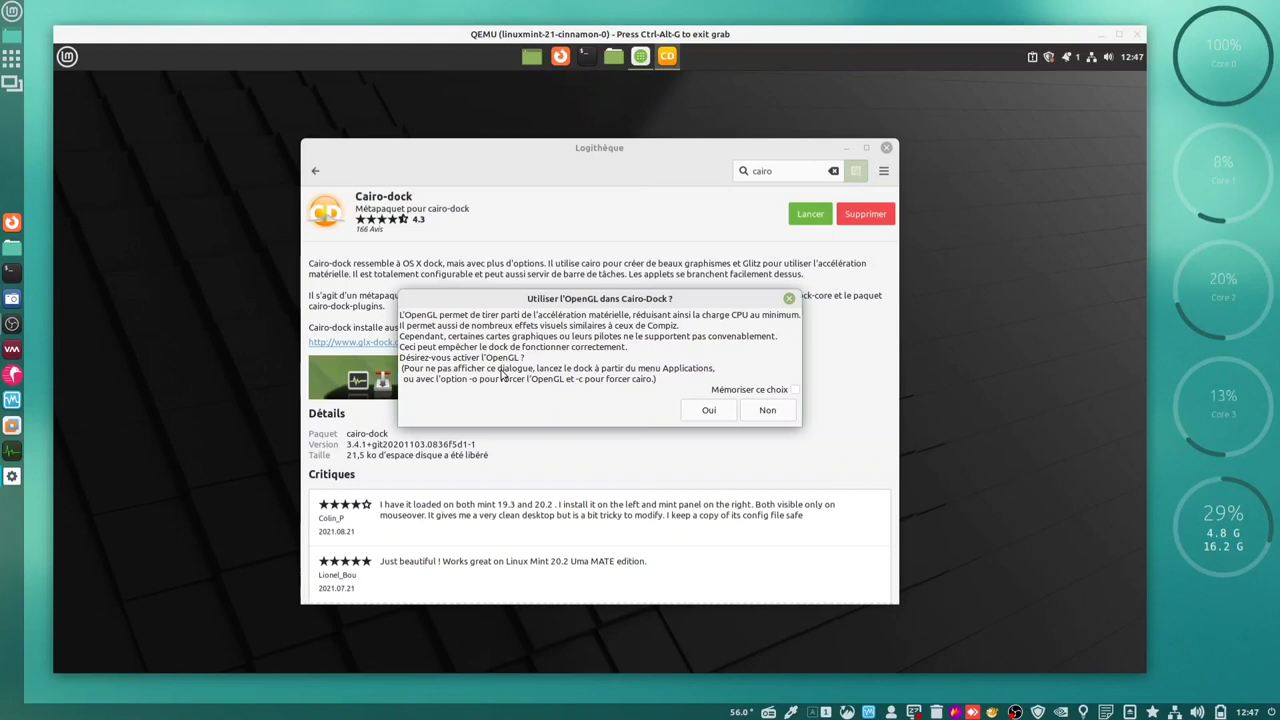 QEMU (linuxmint-21-cinnamon-0) - Press Ctrl-Alt-G to exit grab
CD
1
12:47
Logithèque
cairo
CD
Cairo-dock
Métapaquet pour cairo-dock
4.3
166 Avis
Lancer
Supprimer
Cairo-dock ressemble à OS X dock, mais avec plus d'options. Il utilise cairo pour créer de beaux graphismes et Glitz pour utiliser l'accélération
matérielle. Il est totalement configurable et peut aussi servir de barre de tâches. Les applets se branchent facilement dessus.
Il s'agit d'un métapaq
ock-core et le paquet
cairo-dock-plugins.
Cairo-dock installe aus
http://www.glx-dock.
Utiliser l'OpenGL dans Cairo-Dock ?
L'OpenGL permet de tirer parti de l'accélération matérielle, réduisant ainsi la charge CPU au minimum.
Il permet aussi de nombreux effets visuels similaires à ceux de Compiz.
Cependant, certaines cartes graphiques ou leurs pilotes ne le supportent pas convenablement.
Ceci peut empêcher le dock de fonctionner correctement.
Désirez-vous activer l'OpenGL ?
(Pour ne pas afficher ce dialogue, lancez le dock à partir du menu Applications,
ou avec l'option -o pour forcer l'OpenGL et -c pour forcer cairo.)
Mémoriser ce choix
Oui
Non
Détails
Paquet cairo-dock
Version 3.4.1+git20201103.0836f5d1-1
Taille 21,5 ko d'espace disque a été libéré
Critiques
I have it loaded on both mint 19.3 and 20.2 . I install it on the left and mint panel on the right. Both visible only on
mouseover. It gives me a very clean desktop but is a bit tricky to modify. I keep a copy of its config file safe
Colin_P
2021.08.21
Just beautiful ! Works great on Linux Mint 20.2 Uma MATE edition.
Lionel_Bou
2021.07.21
100%
Core 0
8%
Core 1
20%
Core 2
13%
Core 3
29%
4.8 G
16.2 G
56.0°
A
1
12:47